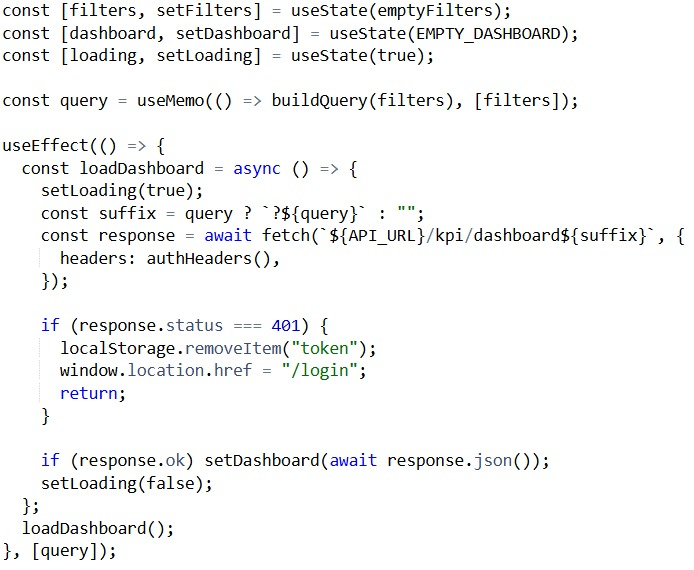 const [filters, setFilters] = useState(emptyFilters);
const [dashboard, setDashboard] = useState(EMPTY_DASHBOARD);
const [loading, setLoading] = useState(true);

const query = useMemo(() => buildQuery(filters), [filters]);

useEffect(() => {
  const loadDashboard = async () => {
    setLoading(true);
    const suffix = query ? `?${query}` : "";
    const response = await fetch(`${API_URL}/kpi/dashboard${suffix}`, {
      headers: authHeaders(),
    });

    if (response.status === 401) {
      localStorage.removeItem("token");
      window.location.href = "/login";
      return;
    }

    if (response.ok) setDashboard(await response.json());
    setLoading(false);
  };
  loadDashboard();
}, [query]);